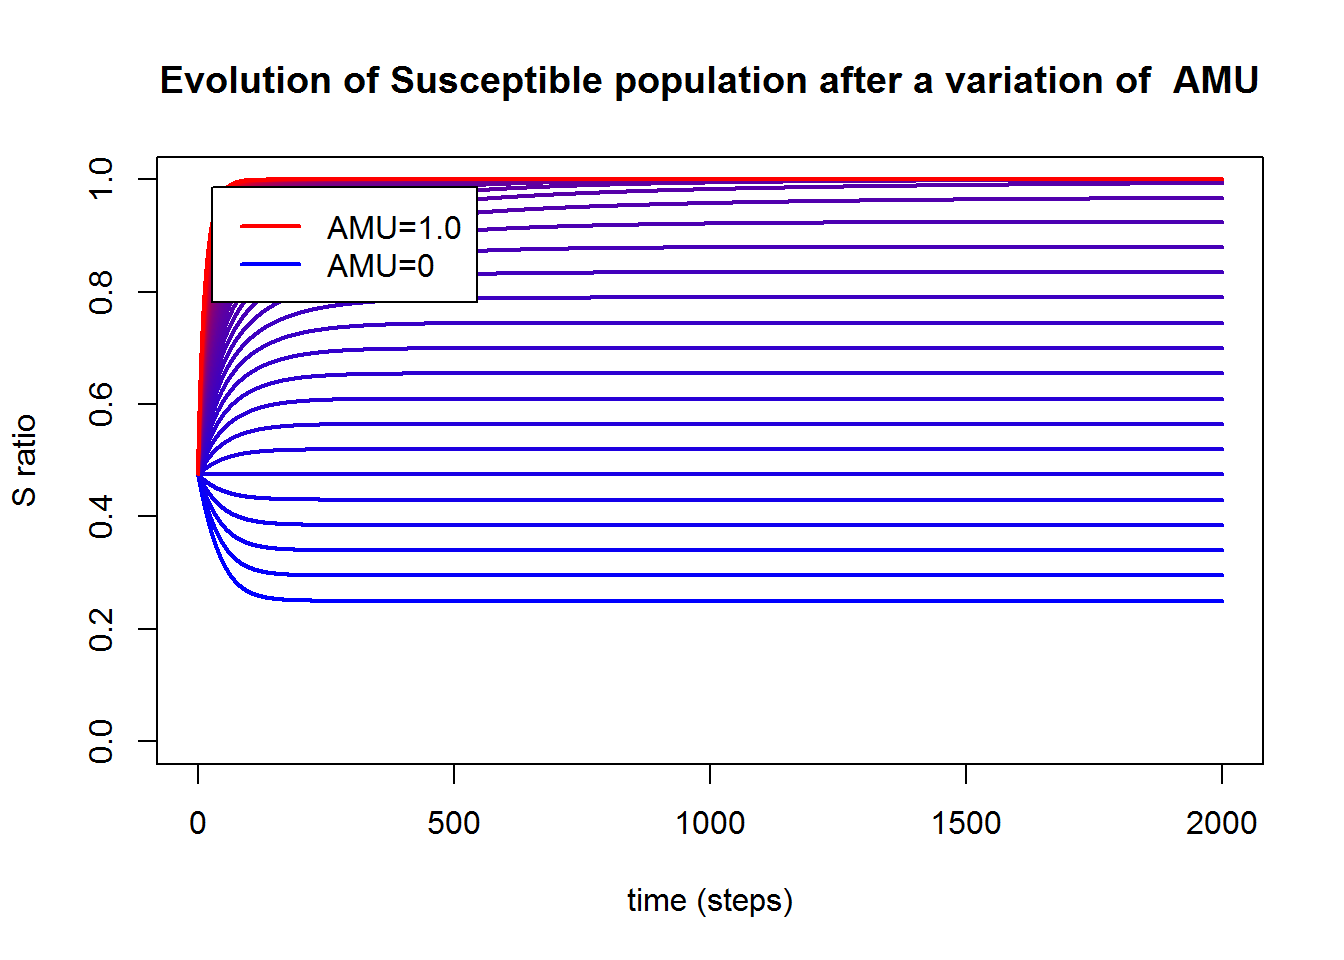 Evolution of Susceptible population after a variation of  AMU
S ratio
1.0
0.8
0.6
0.4
0.2
0.0
AMU=1.0
AMU=0
0 500 1000 1500 2000
time (steps)